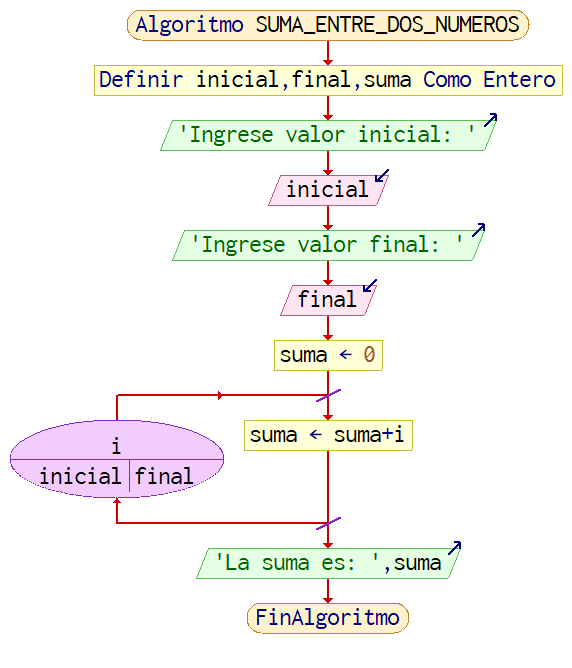 Algoritmo SUMA_ENTRE_DOS_NUMEROS
Definir inicial,final,suma Como Entero
'Ingrese valor inicial: '
inicial
'Ingrese valor final: '
final
suma ← 0
suma ← suma+i
i
inicial final
'La suma es: ',suma
FinAlgoritmo